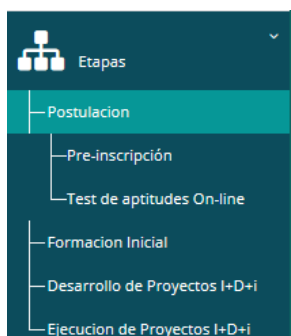 Etapas
Postulacion
Pre-inscripción
Test de aptitudes On-line
Formacion Inicial
Desarrollo de Proyectos I+D+i
Ejecucion de Proyectos I+D+i